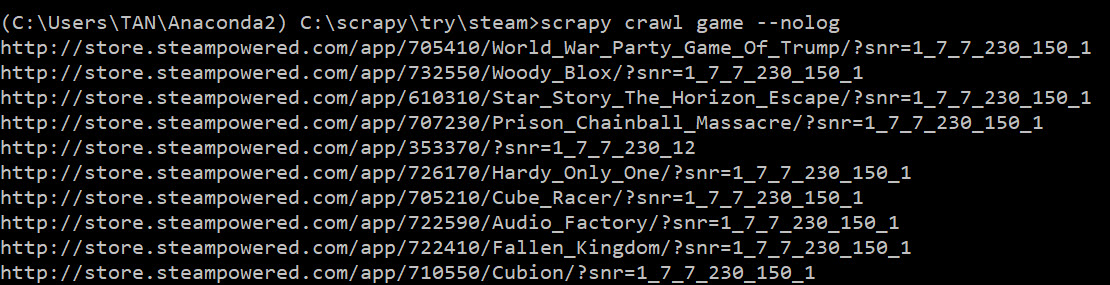 (C:\Users\TAN\Anaconda2) C:\scrapy\try\steam>scrapy crawl game --nolog
http://store.steampowered.com/app/705410/World_War_Party_Game_Of_Trump/?snr=1_7_7_230_150_1
http://store.steampowered.com/app/732550/Woody_Blox/?snr=1_7_7_230_150_1
http://store.steampowered.com/app/610310/Star_Story_The_Horizon_Escape/?snr=1_7_7_230_150_1
http://store.steampowered.com/app/707230/Prison_Chainball_Massacre/?snr=1_7_7_230_150_1
http://store.steampowered.com/app/353370/?snr=1_7_7_230_12
http://store.steampowered.com/app/726170/Hardy_Only_One/?snr=1_7_7_230_150_1
http://store.steampowered.com/app/705210/Cube_Racer/?snr=1_7_7_230_150_1
http://store.steampowered.com/app/722590/Audio_Factory/?snr=1_7_7_230_150_1
http://store.steampowered.com/app/722410/Fallen_Kingdom/?snr=1_7_7_230_150_1
http://store.steampowered.com/app/710550/Cubion/?snr=1_7_7_230_150_1